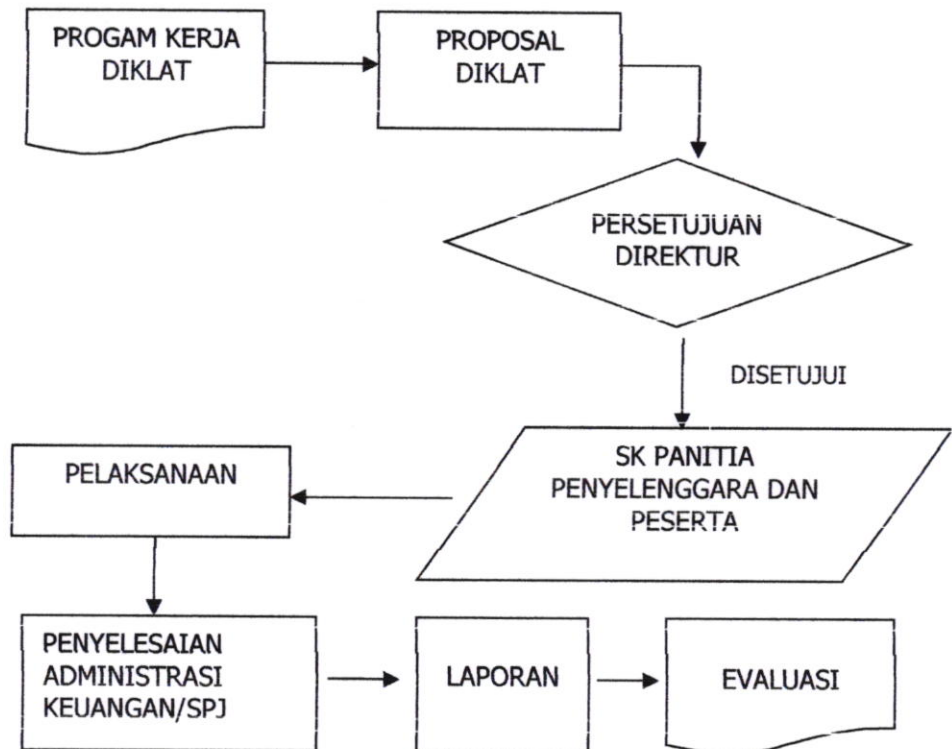 PROGAM KERJA
DIKLAT
PROPOSAL
DIKLAT
PERSETUJUAN
DIREKTUR
DISETUJUI
SK PANITIA
PENYELENGGARA DAN
PESERTA
PELAKSANAAN
PENYELESAIAN
ADMINISTRASI
KEUANGAN/SPJ
LAPORAN
EVALUASI